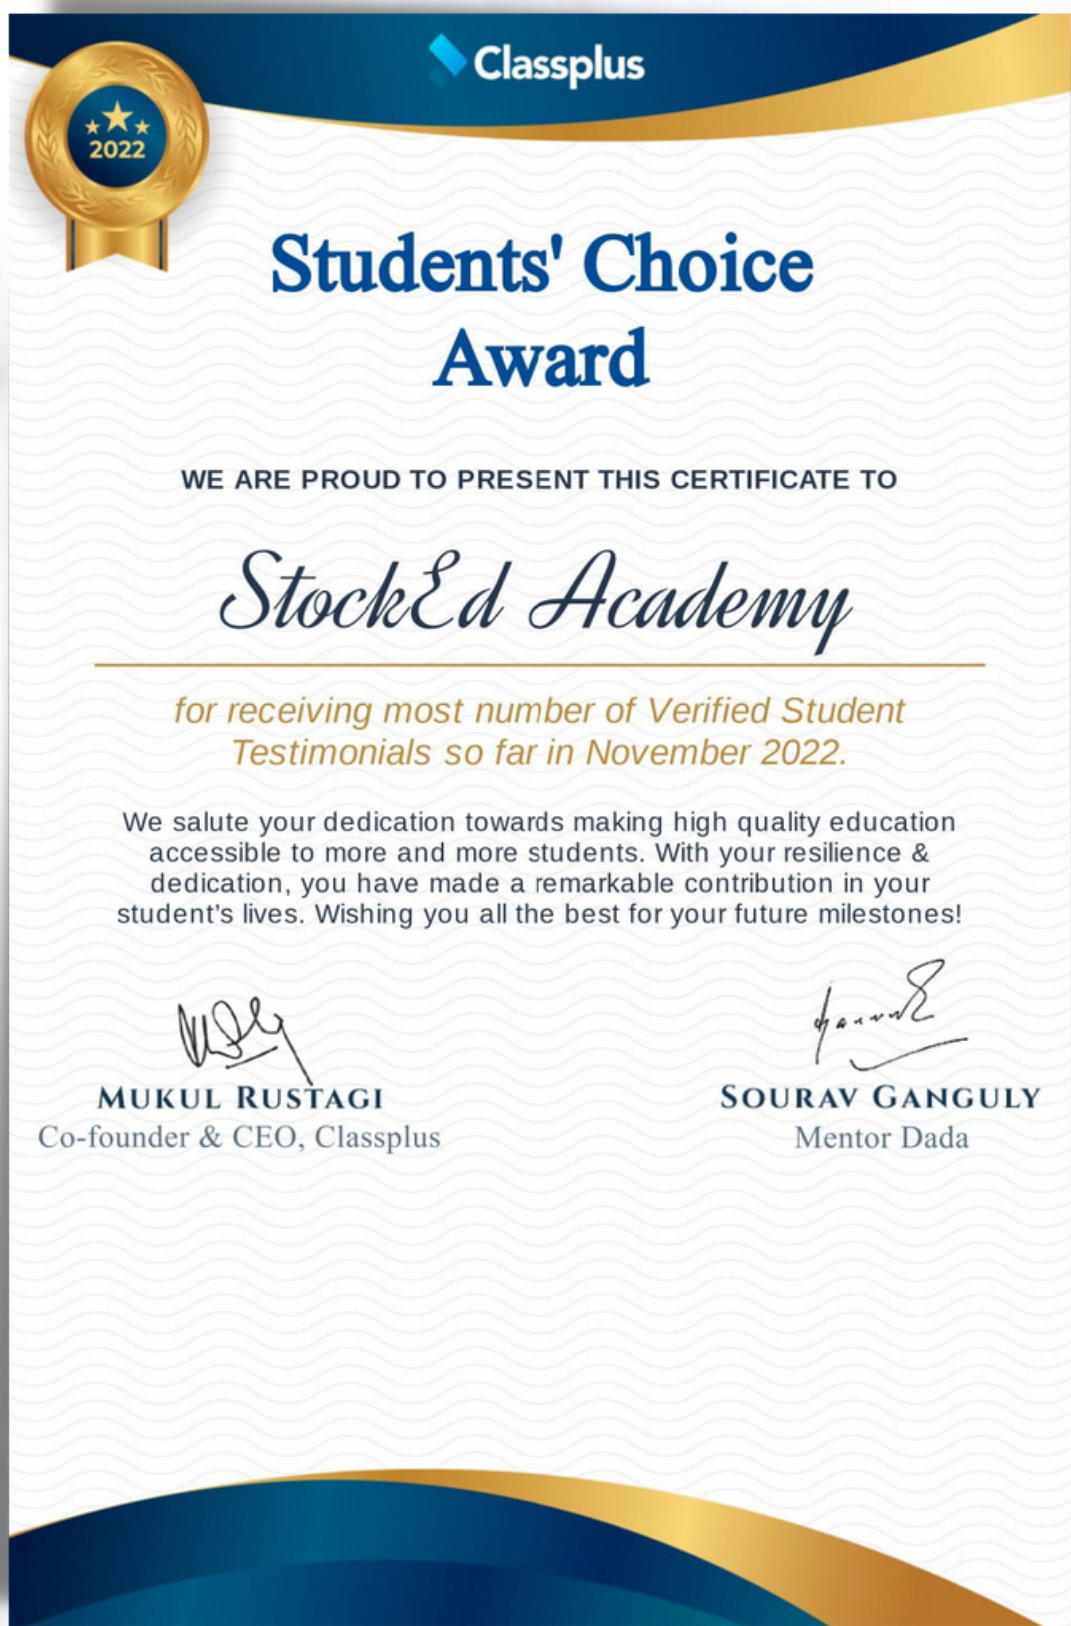 Classplus
2022
Students' Choice
Award
WE ARE PROUD TO PRESENT THIS CERTIFICATE TO
StockEd Academy
for receiving most number of Verified Student
Testimonials so far in November 2022.
We salute your dedication towards making high quality education
accessible to more and more students. With your resilience &
dedication, you have made a remarkable contribution in your
student's lives. Wishing you all the best for your future milestones!
MUKUL RUSTAGI
Co-founder & CEO, Classplus
SOURAV GANGULY
Mentor Dada